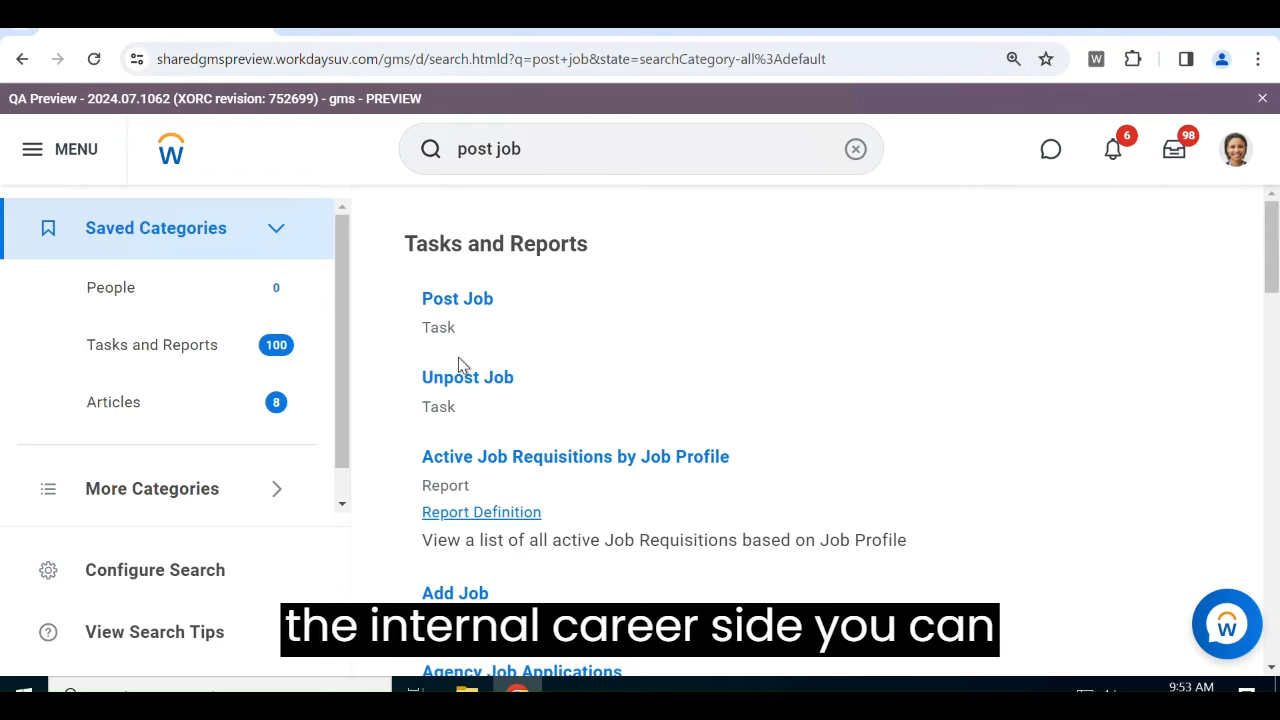 sharedgmspreview.workdaysuv.com/gms/d/search.htmld?q=post+job&state=searchCategory-all%3Adefault
W
QA Preview - 2024.07.1062 (XORC revision: 752699) - gms - PREVIEW
MENU
W
post job
6
98
Saved Categories
People
0
Tasks and Reports
100
Articles
8
More Categories
Configure Search
View Search Tips
Tasks and Reports
Post Job
Task
Unpost Job
Task
Active Job Requisitions by Job Profile
Report
Report Definition
View a list of all active Job Requisitions based on Job Profile
Add Job
the internal career side you can
W
Agency Job Applications
9:53 AM